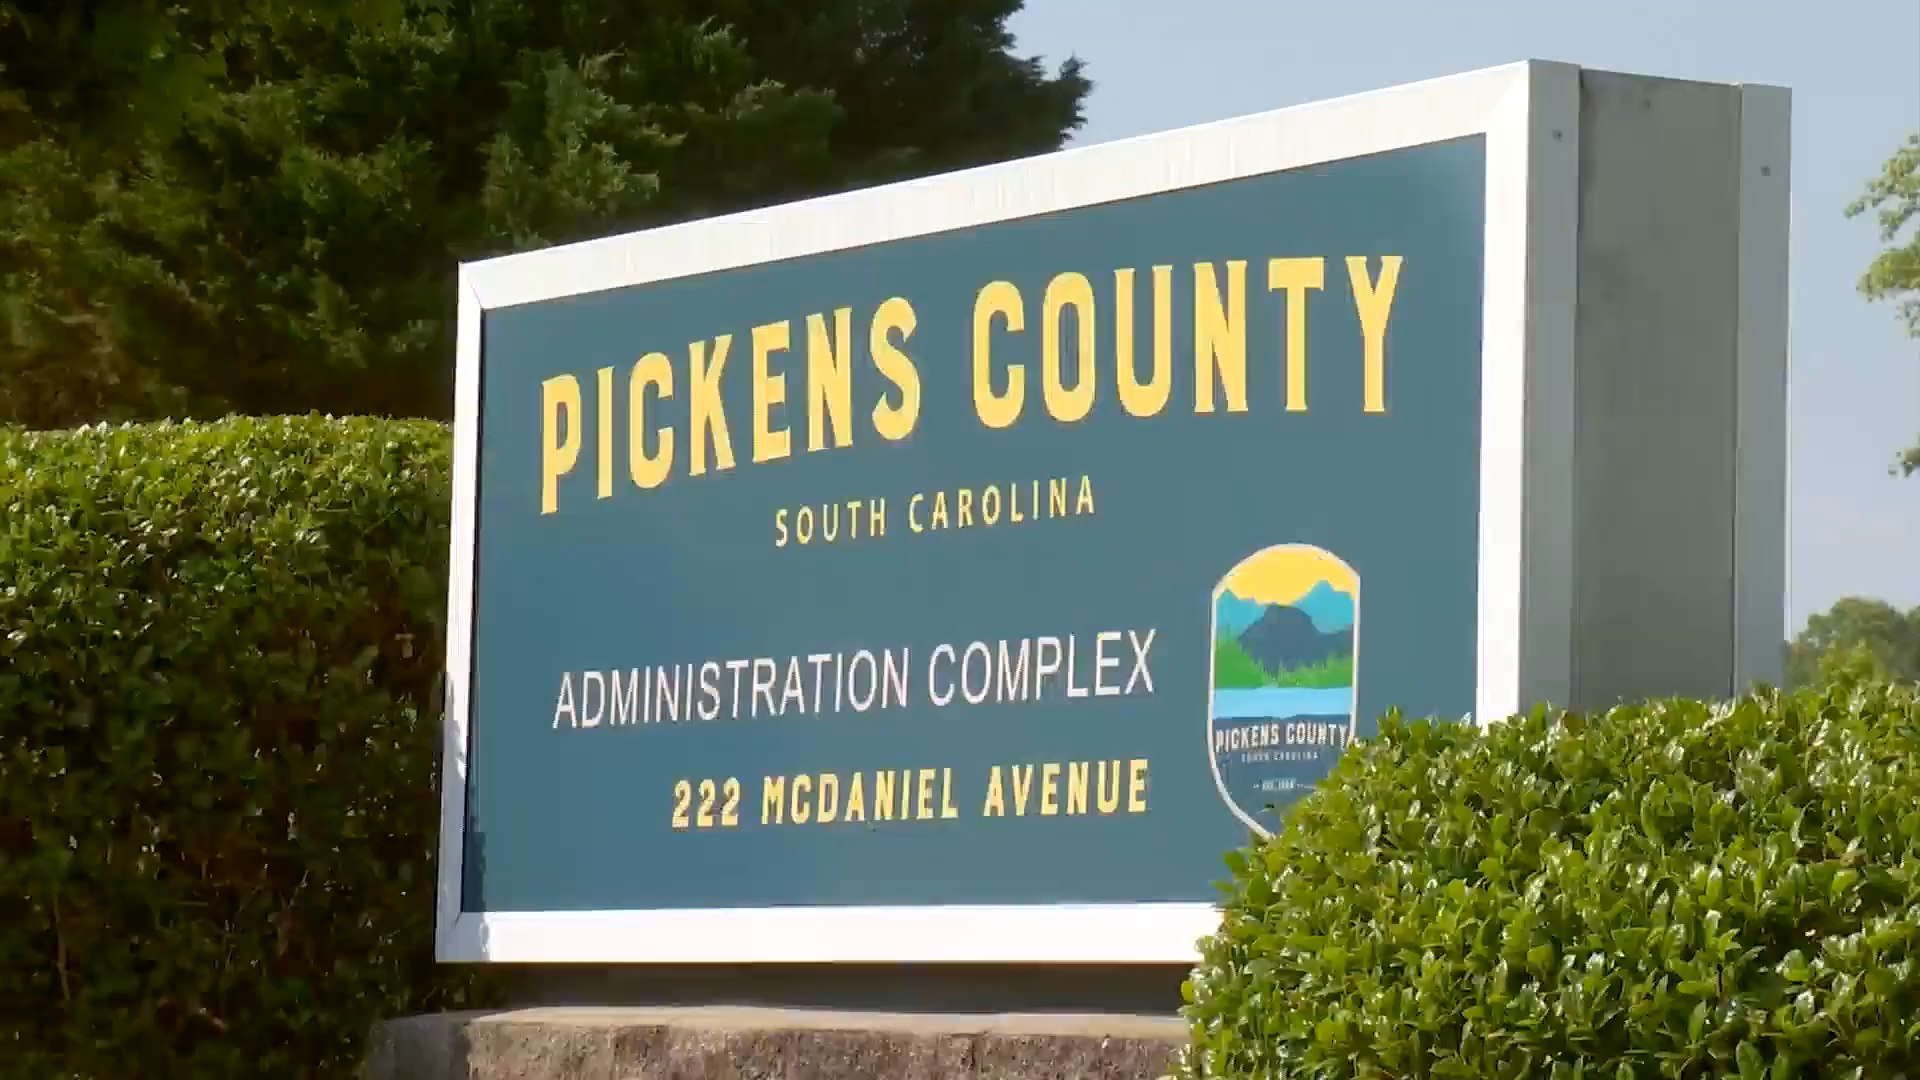 PICKENS COUNTY
SOUTH CAROLINA
ADMINISTRATION COMPLEX
222 MCDANIEL AVENUE
PICKENS COUNTY
SOUTH CAROLINA